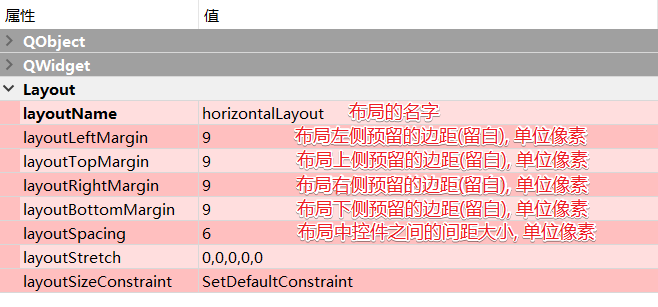 属性 值
QObject
QWidget
Layout
layoutName horizontalLayout 布局的名字
layoutLeftMargin 9 布局左侧预留的边距(留白), 单位像素
layoutTopMargin 9 布局上侧预留的边距(留白), 单位像素
layoutRightMargin 9 布局右侧预留的边距(留白), 单位像素
layoutBottomMargin 9 布局下侧预留的边距(留白), 单位像素
layoutSpacing 6 布局中控件之间的间距大小, 单位像素
layoutStretch 0,0,0,0,0
layoutSizeConstraint SetDefaultConstraint